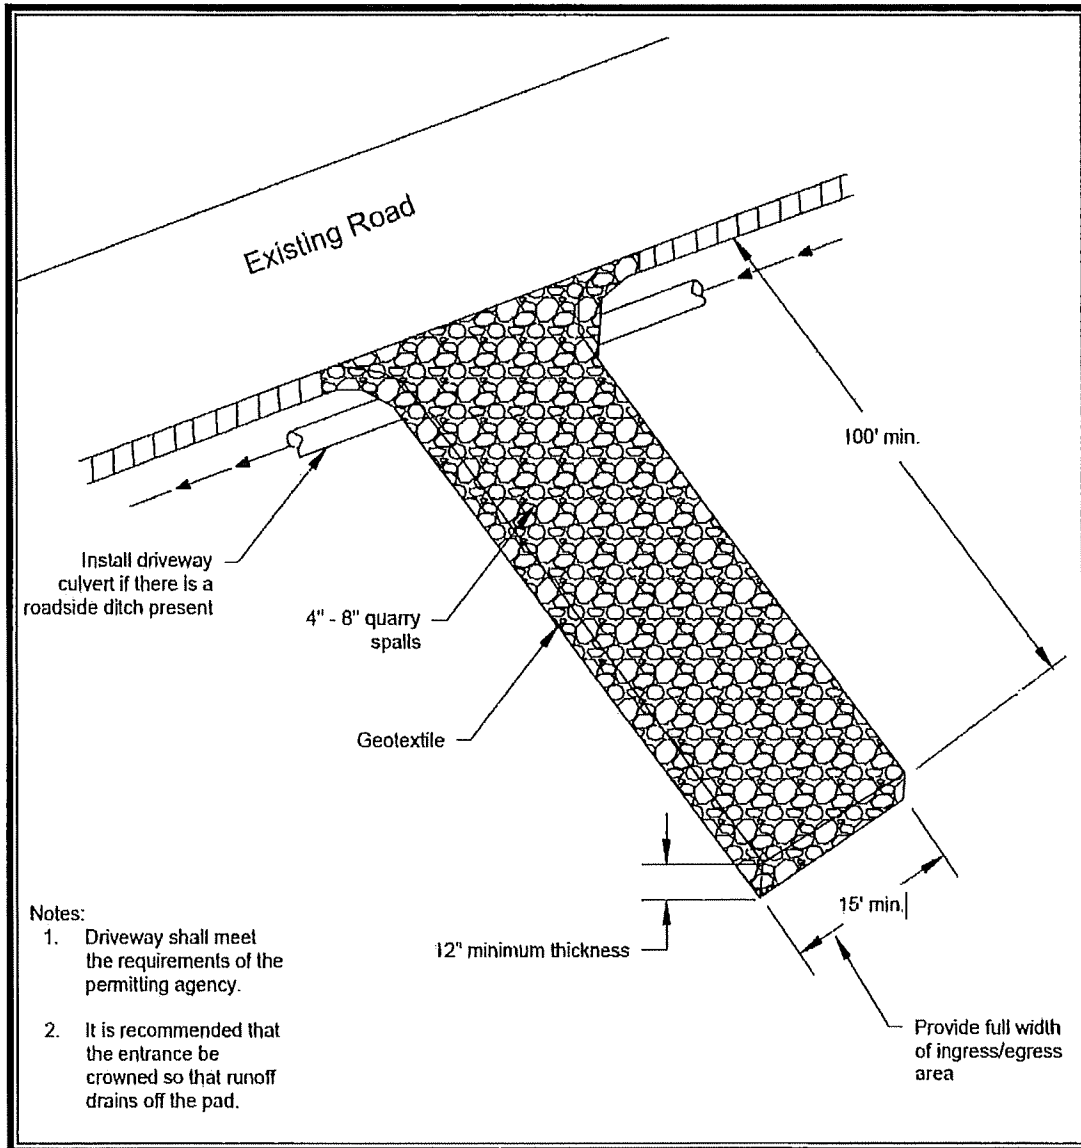 Existing Road
100' min.
Install driveway
culvert if there is a
roadside ditch present
4" - 8" quarry
spalls
Geotextile
15' min.
12" minimum thickness
Notes:
1. Driveway shall meet
the requirements of the
permitting agency.
2. It is recommended that
the entrance be
crowned so that runoff
drains off the pad.
Provide full width
of ingress/egress
area